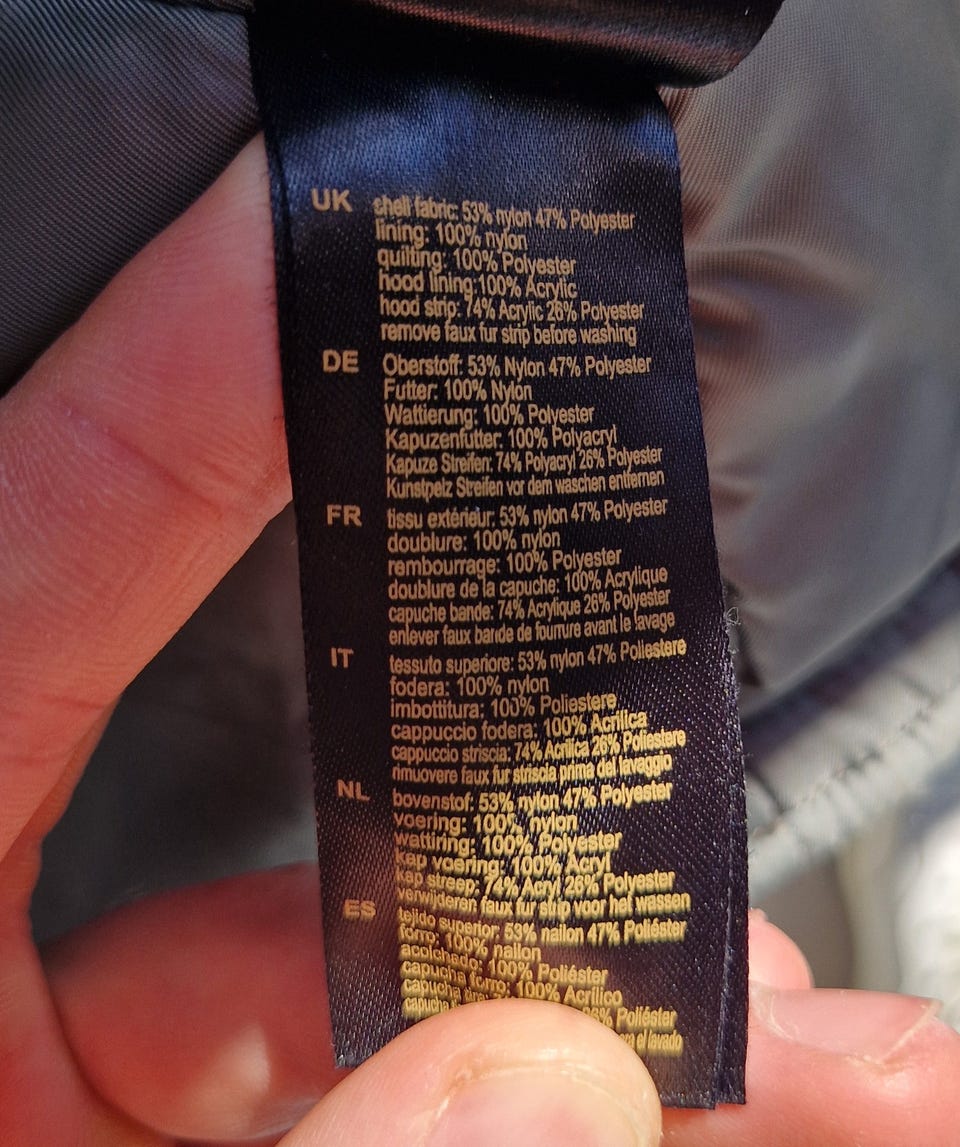 UK shell fabric: 53% nylon 47% Polyester
lining: 100% nylon
quilting: 100% Polyester
hood lining:100% Acrylic
hood strip: 74% Acrylic 26% Polyester
remove faux fur strip before washing
DE Oberstoff: 53% Nylon 47% Polyester
Futter: 100% Nylon
Wattierung: 100% Polyester
Kapuzenfutter: 100% Polyacryl
Kapuze Streifen: 74% Polyacryl 26% Polyester
Kunstpelz Streifen vor dem waschen entfernen
FR tissu extérieur: 53% nylon 47% Polyester
doublure: 100% nylon
rembourrage: 100% Polyester
doublure de la capuche: 100% Acrylique
capuche bande: 74% Acrylique 26% Polyester
enlever faux bande de fourrure avant le lavage
IT tessuto superiore: 53% nylon 47% Poliestere
fodera: 100% nylon
imbottitura: 100% Poliestere
cappuccio fodera: 100% Acrilica
cappuccio striscia: 74% Acrilica 26% Poliestere
rimuovere faux fur striscia prima del lavaggio
NL bovenstof: 53% nylon 47% Polyester
voering: 100% nylon
wattiring: 100% Polyester
kap voering: 100% Acryl
kap streep: 74% Acryl 26% Polyester
verwijderen faux fur strip voor het wassen
ES tejido superior: 53% nailon 47% Poliéster
forro: 100% nailon
acolchado: 100% Poliéster
capucha forro: 100% Acrílico
capucha 26% Poliéster
capucha el lavado